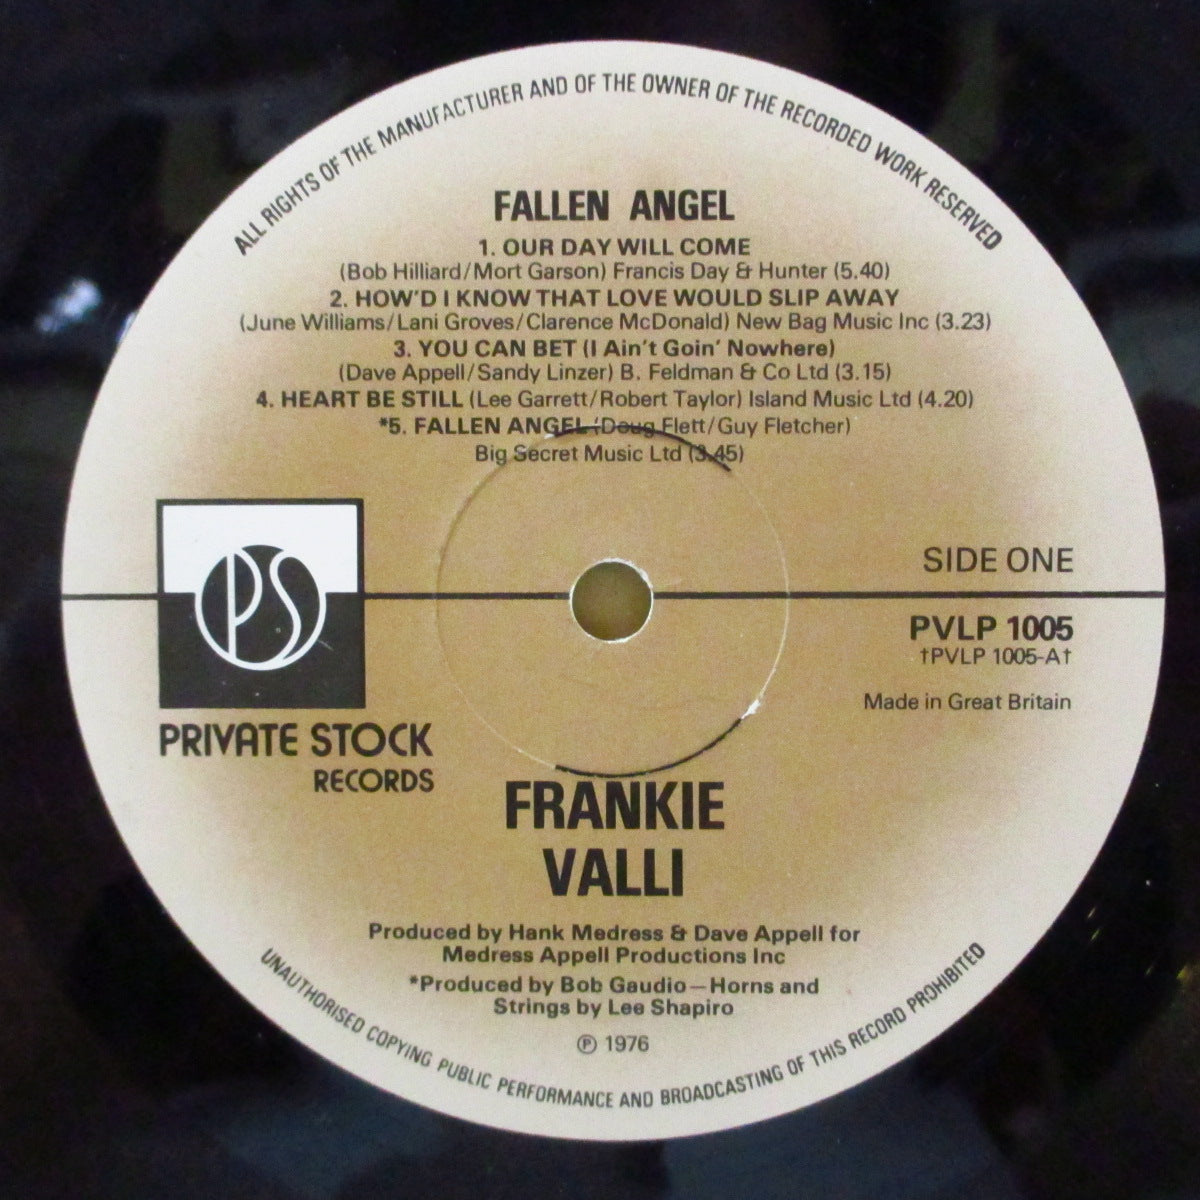 ALL RIGHTS OF THE MANUFACTURER AND OF THE OWNER OF THE RECORDED WORK RESERVED
FALLEN ANGEL
1. OUR DAY WILL COME
(Bob Hilliard/Mort Garson) Francis Day & Hunter (5.40)
2. HOW'D I KNOW THAT LOVE WOULD SLIP AWAY
(June Williams/Lani Groves/Clarence McDonald) New Bag Music Inc (3.23)
3. YOU CAN BET (I Ain't Goin' Nowhere)
(Dave Appell/Sandy Linzer) B. Feldman & Co Ltd (3.15)
4. HEART BE STILL (Lee Garrett/Robert Taylor) Island Music Ltd (4.20)
*5. FALLEN ANGEL (Doug Flett/Guy Fletcher)
Big Secret Music Ltd (3.45)
PS
PRIVATE STOCK
RECORDS
SIDE ONE
PVLP 1005
†PVLP 1005-A†
Made in Great Britain
FRANKIE
VALLI
Produced by Hank Medress & Dave Appell for
Medress Appell Productions Inc
*Produced by Bob Gaudio—Horns and
Strings by Lee Shapiro
℗ 1976
UNAUTHORISED COPYING PUBLIC PERFORMANCE AND BROADCASTING OF THIS RECORD PROHIBITED